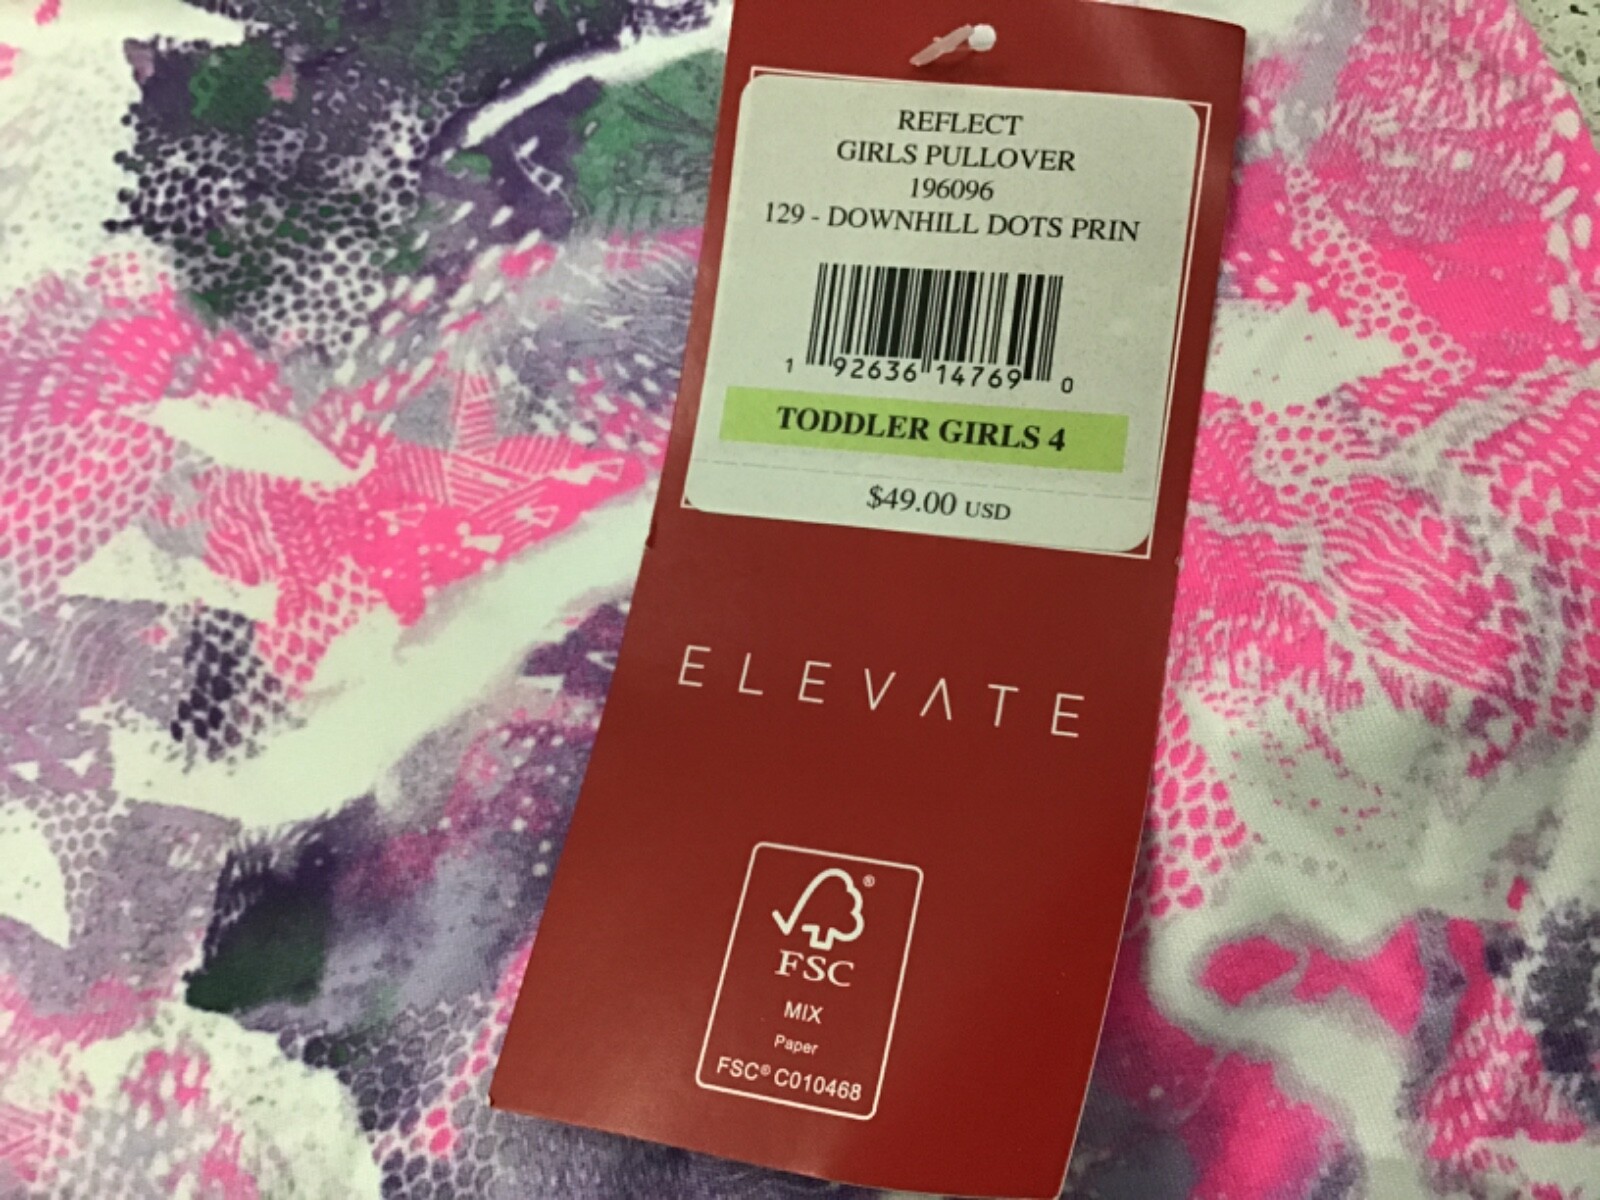 REFLECT
GIRLS PULLOVER
196096
129 - DOWNHILL DOTS PRIN
1 92636 14769 0
TODDLER GIRLS 4
$49.00 USD
ELEVATE
®
FSC
MIX
Paper
FSC® C010468